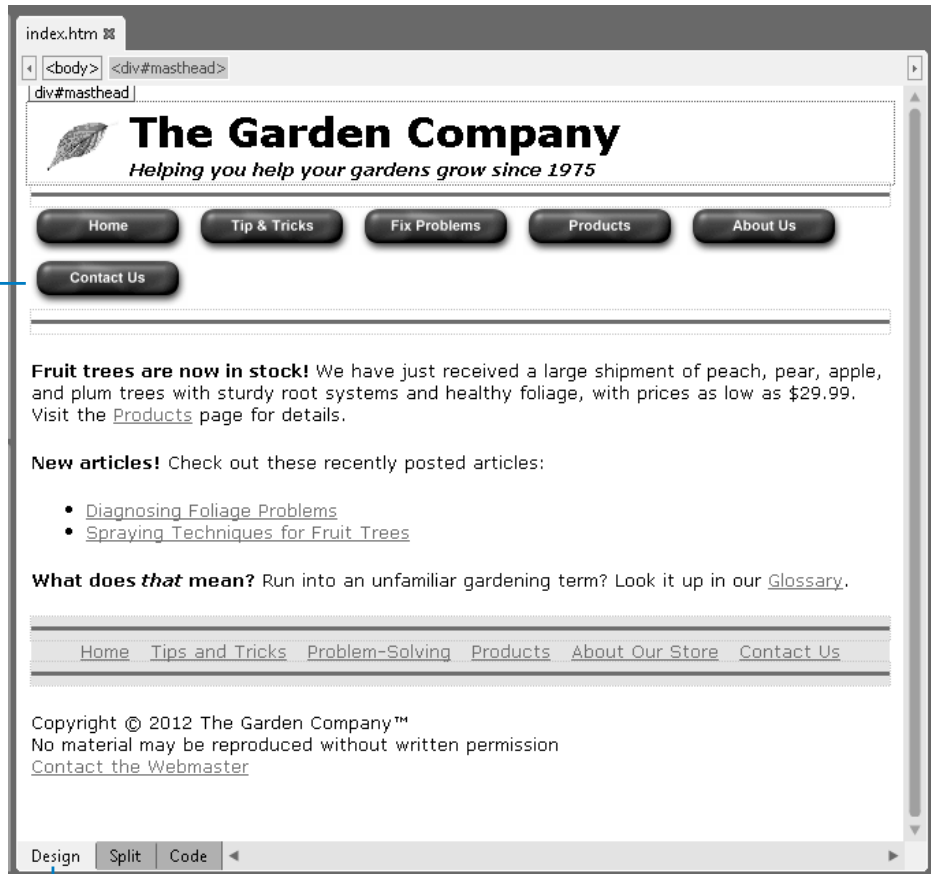 index.htm
<body> <div#masthead>
div#masthead
The Garden Company
Helping you help your gardens grow since 1975
Home Tip & Tricks Fix Problems Products About Us
Contact Us
Fruit trees are now in stock! We have just received a large shipment of peach, pear, apple,
and plum trees with sturdy root systems and healthy foliage, with prices as low as $29.99.
Visit the Products page for details.
New articles! Check out these recently posted articles:
• Diagnosing Foliage Problems
• Spraying Techniques for Fruit Trees
What does that mean? Run into an unfamiliar gardening term? Look it up in our Glossary.
Home Tips and Tricks Problem-Solving Products About Our Store Contact Us
Copyright © 2012 The Garden Company™
No material may be reproduced without written permission
Contact the Webmaster
Design Split Code